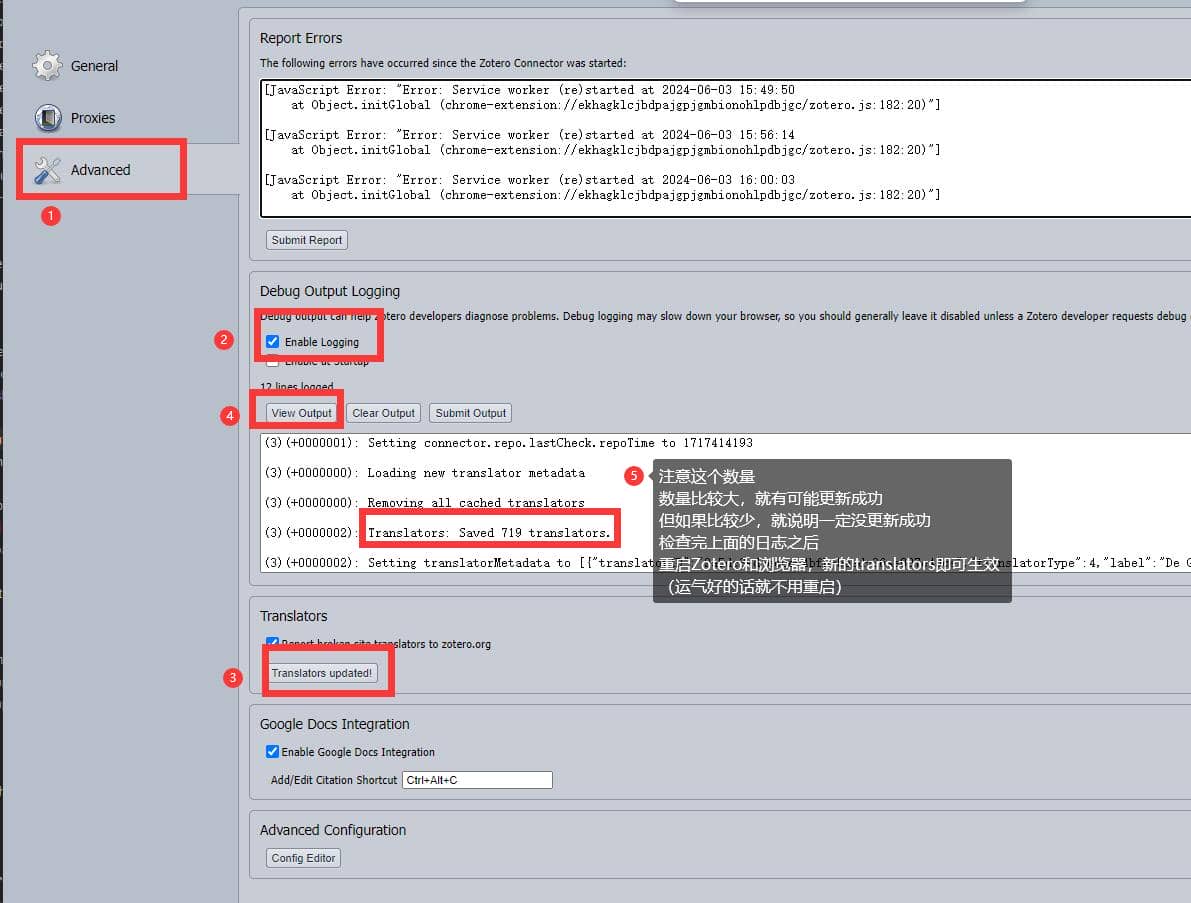 General
Proxies
Advanced
1
Report Errors
The following errors have occurred since the Zotero Connector was started:
[JavaScript Error: "Error: Service worker (re)started at 2024-06-03 15:49:50
at Object.initGlobal (chrome-extension://ekhagklcjbdpajgpjgmbionohlpdbjgc/zotero.js:182:20)"]
[JavaScript Error: "Error: Service worker (re)started at 2024-06-03 15:56:14
at Object.initGlobal (chrome-extension://ekhagklcjbdpajgpjgmbionohlpdbjgc/zotero.js:182:20)"]
[JavaScript Error: "Error: Service worker (re)started at 2024-06-03 16:00:03
at Object.initGlobal (chrome-extension://ekhagklcjbdpajgpjgmbionohlpdbjgc/zotero.js:182:20)"]
Submit Report
Debug Output Logging
Debug output can help Zotero developers diagnose problems. Debug logging may slow down your browser, so you should generally leave it disabled unless a Zotero developer requests debug
2
Enable Logging
Enable at Startup
12 lines logged
4
View Output Clear Output Submit Output
(3)(+0000001): Setting connector.repo.lastCheck.repoTime to 1717414193
(3)(+0000000): Loading new translator metadata
(3)(+0000000): Removing all cached translators
(3)(+0000002): Translators: Saved 719 translators.
(3)(+0000002): Setting translatorMetadata to [{"translato
nslatorType":4,"label":"De G
5
注意这个数量
数量比较大，就有可能更新成功
但如果比较少，就说明一定没更新成功
检查完上面的日志之后
重启Zotero和浏览器，新的translators即可生效
（运气好的话就不用重启）
Translators
Report broken site translators to zotero.org
3
Translators updated!
Google Docs Integration
Enable Google Docs Integration
Add/Edit Citation Shortcut Ctrl+Alt+C
Advanced Configuration
Config Editor